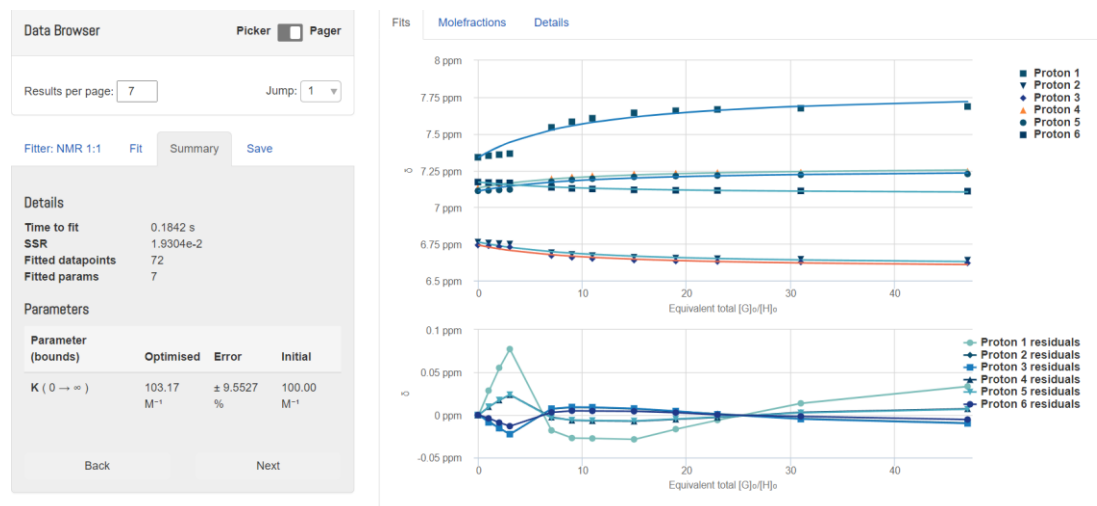 Data Browser
Picker Pager
Results per page: 7
Jump: 1
Fitter: NMR 1:1 Fit Summary Save
Details
Time to fit 0.1842 s
SSR 1.9304e-2
Fitted datapoints 72
Fitted params 7
Parameters
Parameter (bounds) Optimised Error Initial
K ( 0 → ∞ ) 103.17 M⁻¹ ± 9.5527 % 100.00 M⁻¹
Back Next
Fits Molefractions Details
8 ppm
7.75 ppm
7.5 ppm
7.25 ppm
7 ppm
6.75 ppm
6.5 ppm
δ
0 10 20 30 40
Equivalent total [G]₀/[H]₀
Proton 1
Proton 2
Proton 3
Proton 4
Proton 5
Proton 6
0.1 ppm
0.05 ppm
0 ppm
-0.05 ppm
δ
0 10 20 30 40
Equivalent total [G]₀/[H]₀
Proton 1 residuals
Proton 2 residuals
Proton 3 residuals
Proton 4 residuals
Proton 5 residuals
Proton 6 residuals